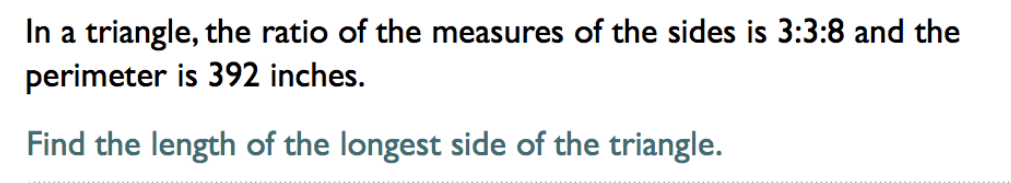 In a triangle, the ratio of the measures of the sides is 3:3:8 and the
perimeter is 392 inches.
Find the length of the longest side of the triangle.